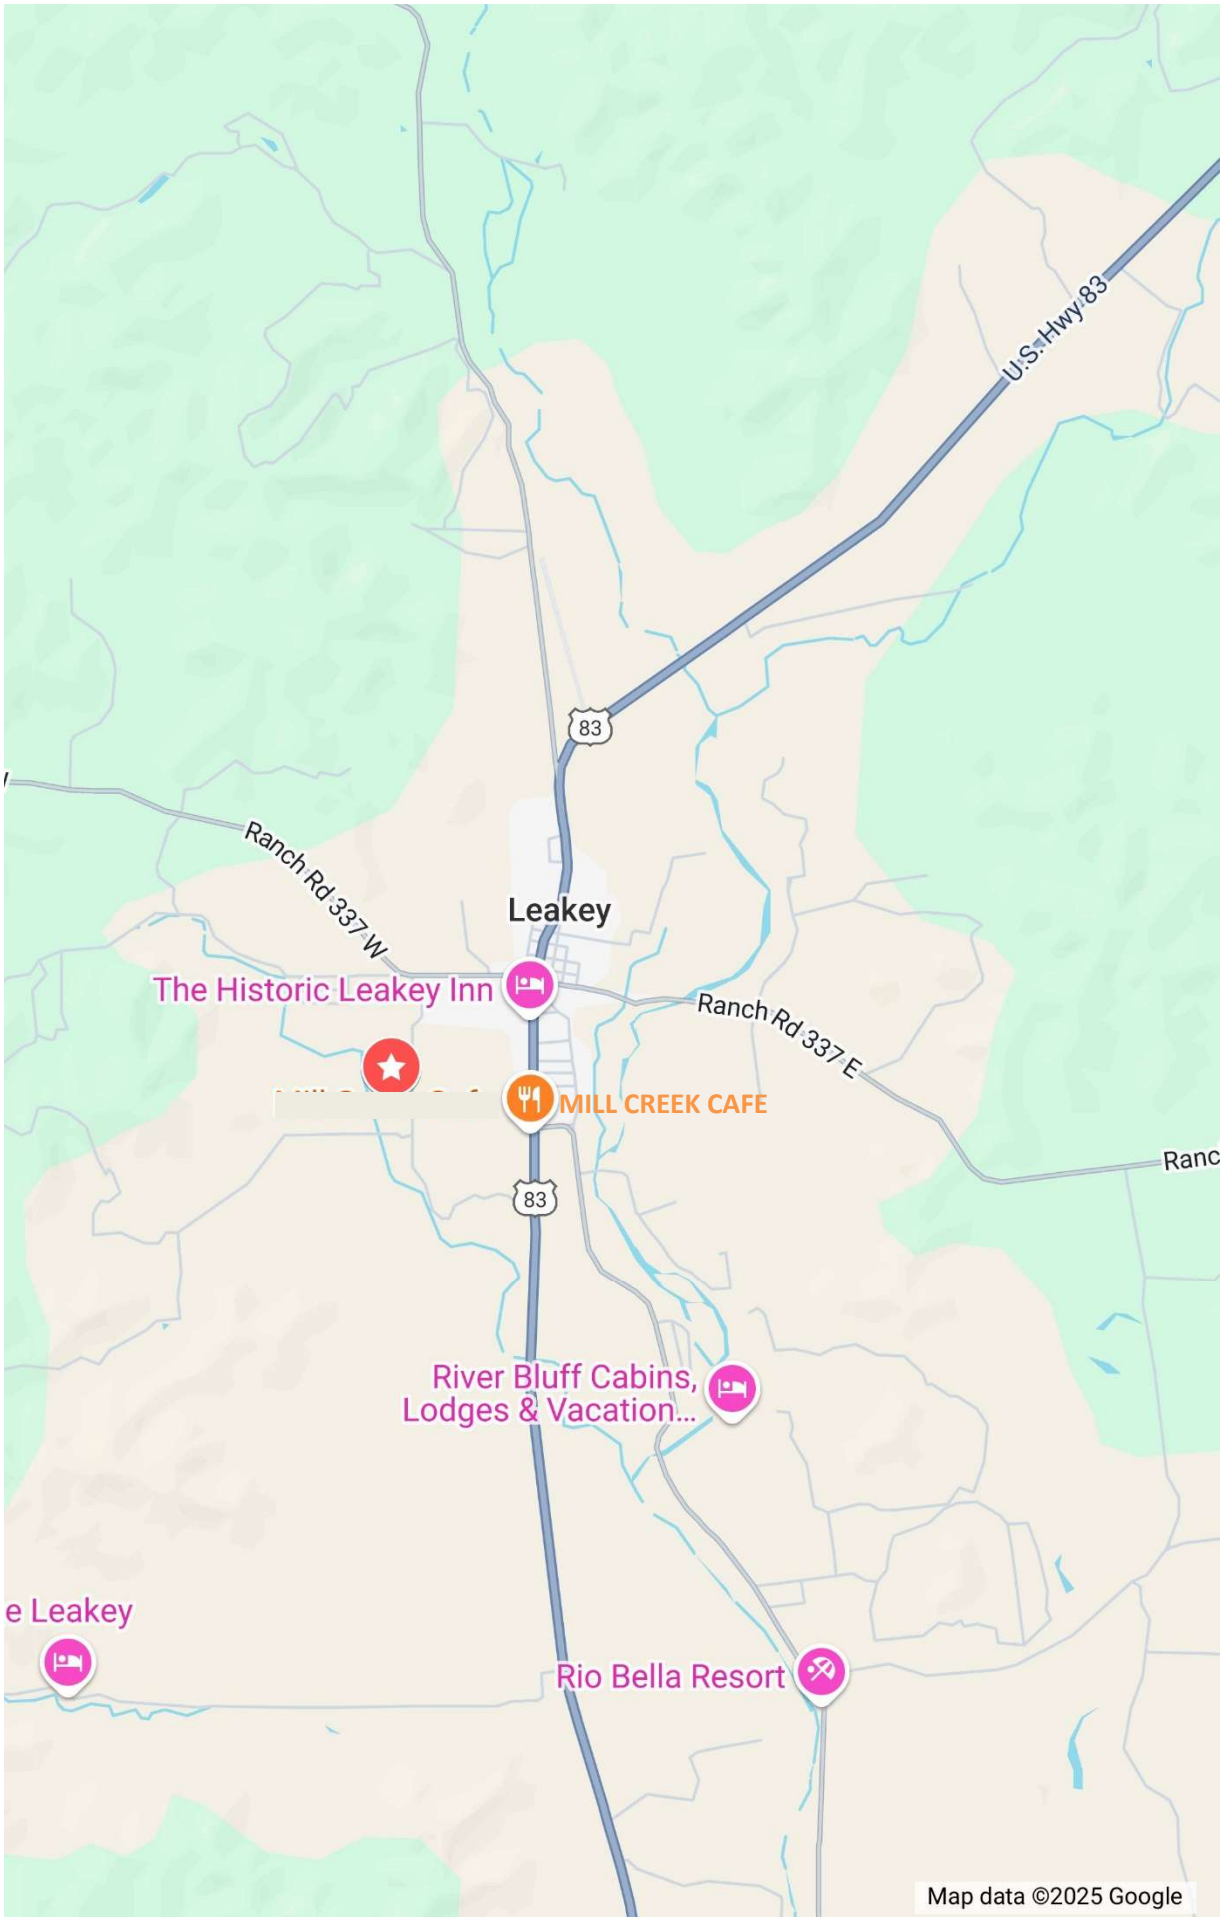 U.S. Hwy 83
83
Ranch Rd 337 W
Leakey
The Historic Leakey Inn
Ranch Rd 337 E
MILL CREEK CAFE
Ranc
83
River Bluff Cabins,
Lodges & Vacation...
e Leakey
Rio Bella Resort
Map data ©2025 Google